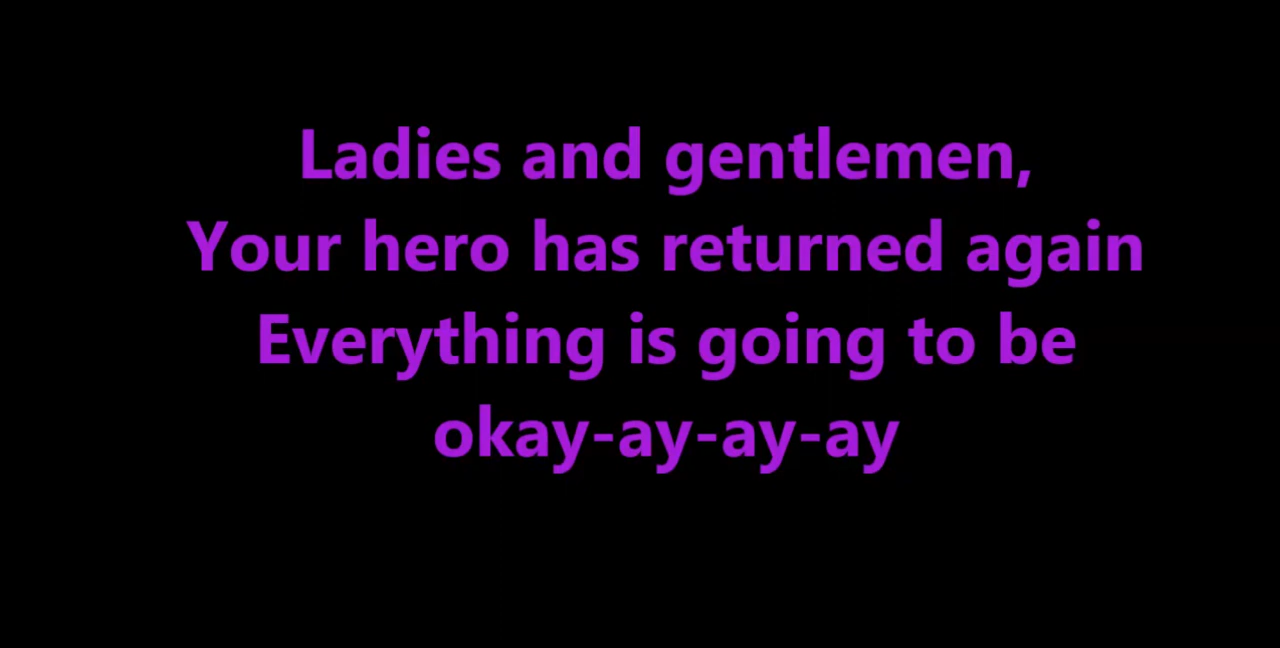 Ladies and gentlemen,
Your hero has returned again
Everything is going to be
okay-ay-ay-ay